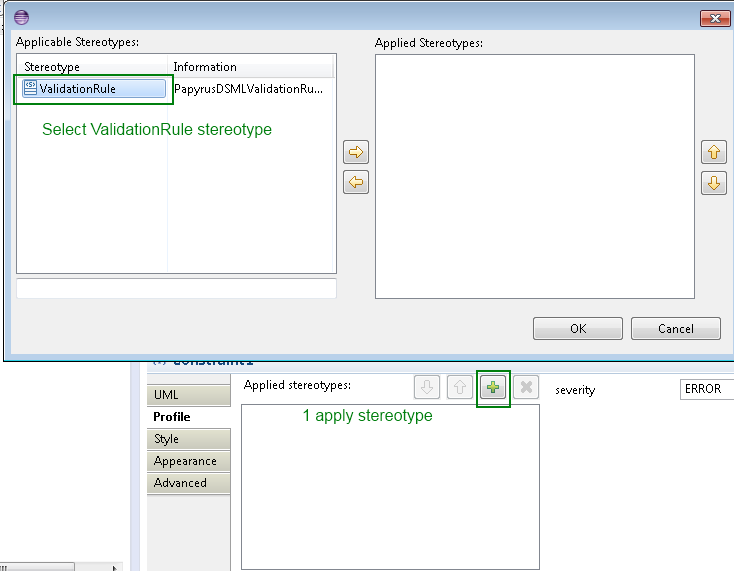 Applicable Stereotypes:
Applied Stereotypes:
Stereotype Information
ValidationRule PapyrusDSMLValidationRu...
Select ValidationRule stereotype
OK Cancel
constraint1
Applied stereotypes:
severity ERROR
UML
1 apply stereotype
Profile
Style
Appearance
Advanced